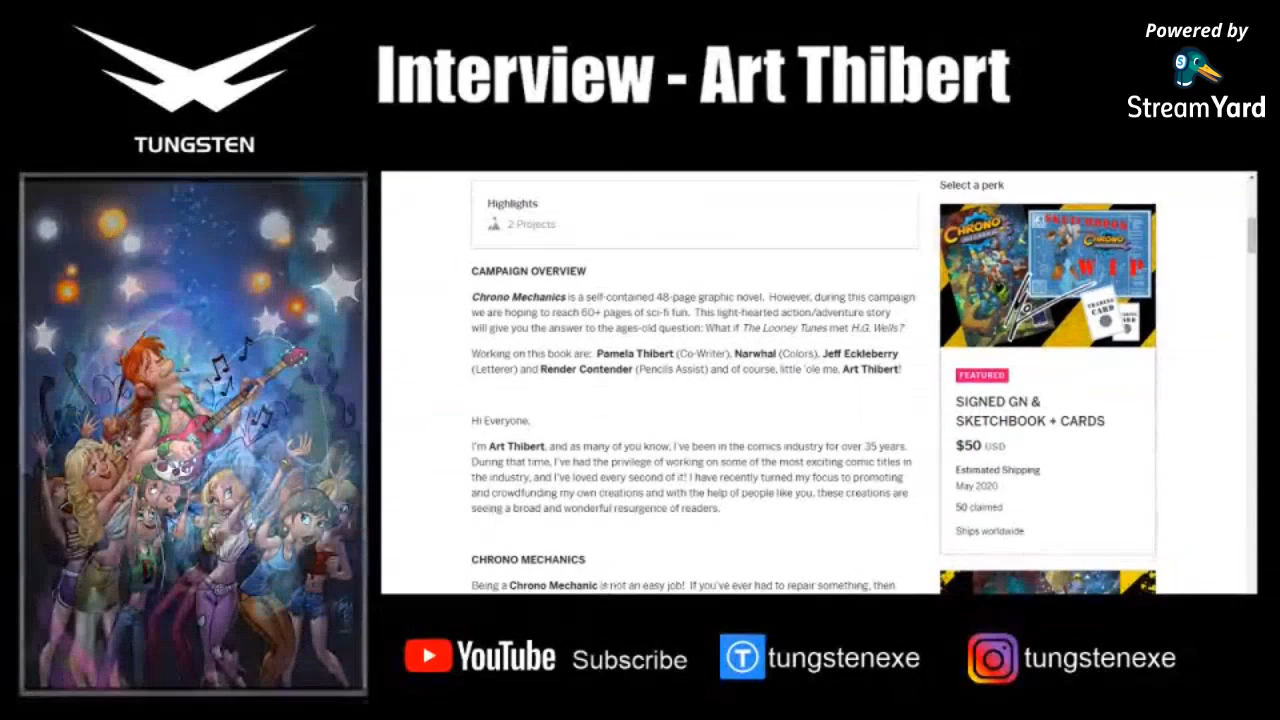 Powered by
StreamYard
Interview - Art Thibert
TUNGSTEN
Highlights
2 Projects
CAMPAIGN OVERVIEW
Chrono Mechanics is a self-contained 48-page graphic novel. However, during this campaign
we are hoping to reach 60+ pages of sci-fi fun. This light-hearted action/adventure story
will give you the answer to the ages-old question: What if The Looney Tunes met H.G. Wells?
Working on this book are: Pamela Thibert (Co-Writer), Narwhal (Colors), Jeff Eckleberry
(Letterer) and Render Contender (Pencils Assist) and of course, little 'ole me, Art Thibert!
Hi Everyone,
I'm Art Thibert, and as many of you know, I've been in the comics industry for over 35 years.
During that time, I've had the privilege of working on some of the most exciting comic titles in
the industry, and I've loved every second of it! I have recently turned my focus to promoting
and crowdfunding my own creations and with the help of people like you, these creations are
seeing a broad and wonderful resurgence of readers.
CHRONO MECHANICS
Being a Chrono Mechanic is not an easy job! If you've ever had to repair something, then
Select a perk
CHRONO
SKETCHBOOK
CHRONO
WIP
TRADING
CARD
CARD
FEATURED
SIGNED GN &
SKETCHBOOK + CARDS
$50 USD
Estimated Shipping
May 2020
50 claimed
Ships worldwide
YouTube Subscribe
tungstenexe
tungstenexe